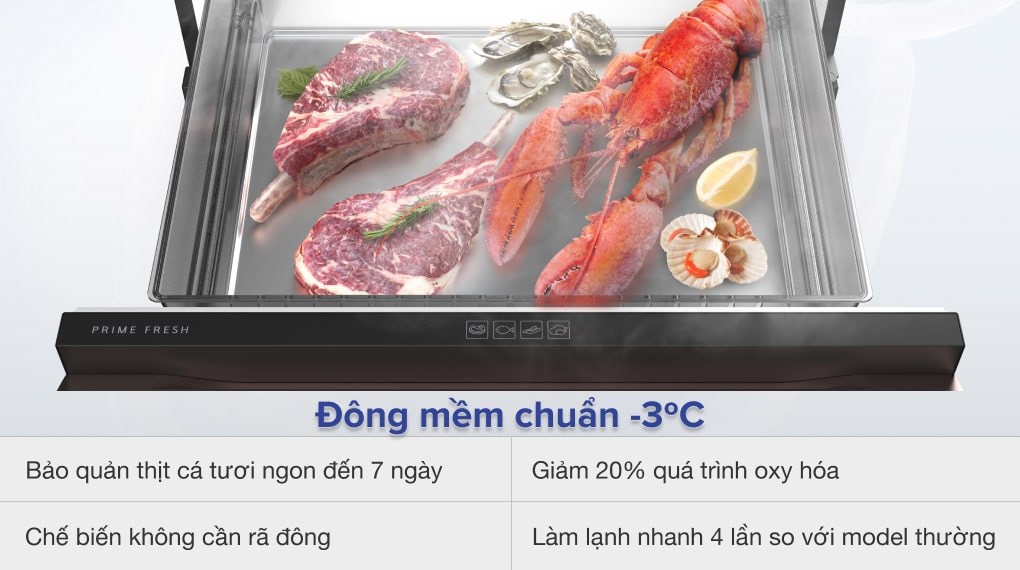 PRIME FRESH
Đông mềm chuẩn -3ºC
Bảo quản thịt cá tươi ngon đến 7 ngày
Giảm 20% quá trình oxy hóa
Chế biến không cần rã đông
Làm lạnh nhanh 4 lần so với model thường